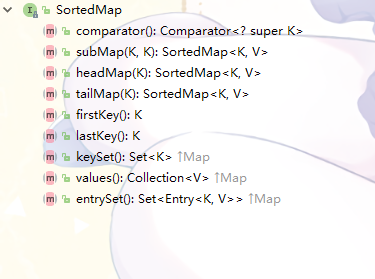 SortedMap
comparator(): Comparator<? super K>
subMap(K, K): SortedMap<K, V>
headMap(K): SortedMap<K, V>
tailMap(K): SortedMap<K, V>
firstKey(): K
lastKey(): K
keySet(): Set<K> ↑Map
values(): Collection<V> ↑Map
entrySet(): Set<Entry<K, V>> ↑Map